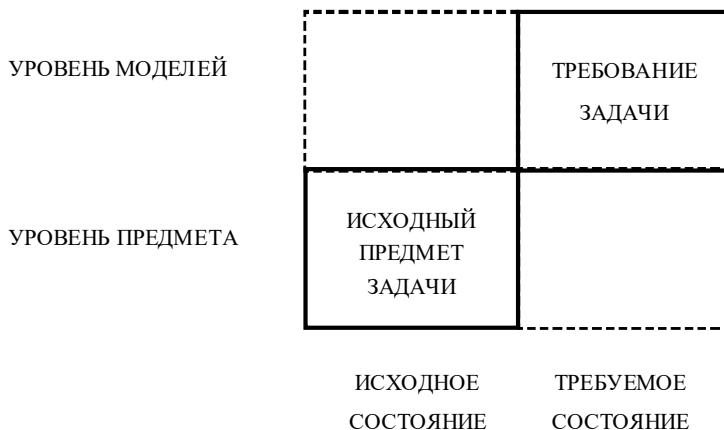 УРОВЕНЬ МОДЕЛЕЙ
ТРЕБОВАНИЕ
ЗАДАЧИ
УРОВЕНЬ ПРЕДМЕТА
ИСХОДНЫЙ
ПРЕДМЕТ
ЗАДАЧИ
ИСХОДНОЕ
СОСТОЯНИЕ
ТРЕБУЕМОЕ
СОСТОЯНИЕ